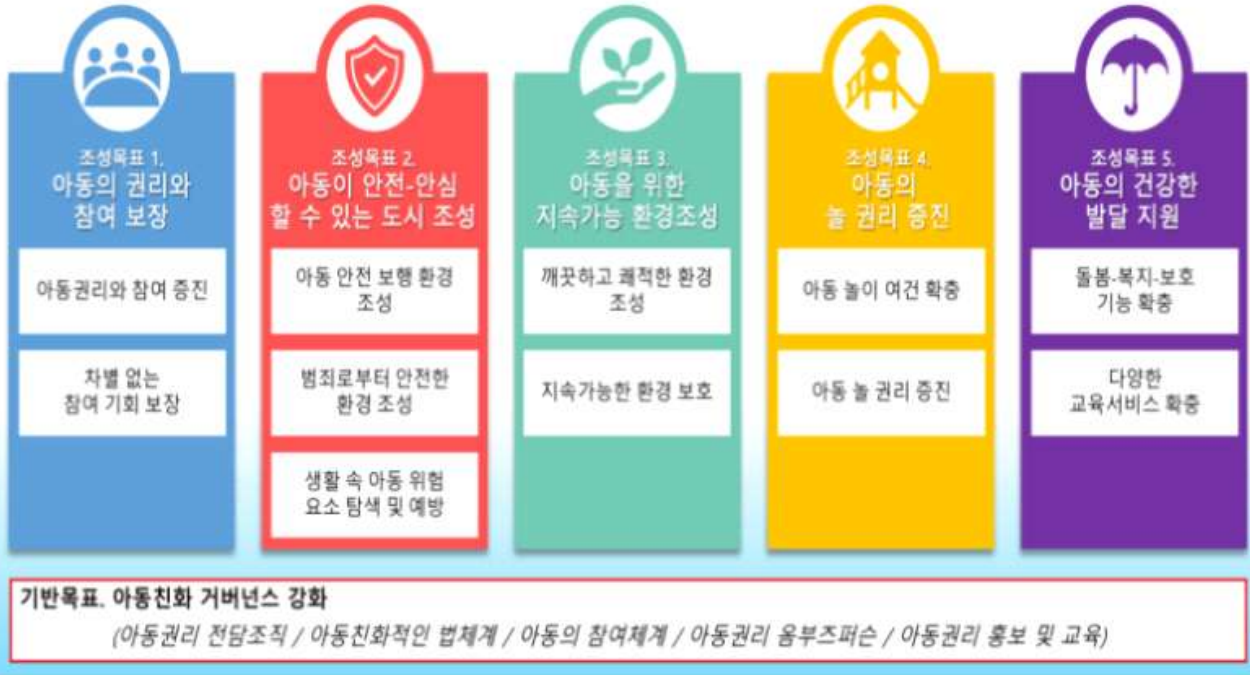 조성목표 1.
아동의 권리와
참여 보장
아동권리와 참여 증진
차별 없는
참여 기회 보장
조성목표 2.
아동이 안전-안심
할 수 있는 도시 조성
아동 안전 보행 환경
조성
범죄로부터 안전한
환경 조성
생활 속 아동 위험
요소 탐색 및 예방
조성목표 3.
아동을 위한
지속가능 환경조성
깨끗하고 쾌적한 환경
조성
지속가능한 환경 보호
조성목표 4.
아동의
놀 권리 증진
아동 놀이 여건 확충
아동 놀 권리 증진
조성목표 5.
아동의 건강한
발달 지원
돌봄-복지-보호
기능 확충
다양한
교육서비스 확충
기반목표. 아동친화 거버넌스 강화
(아동권리 전담조직 / 아동친화적인 법체계 / 아동의 참여체계 / 아동권리 옴부즈퍼슨 / 아동권리 홍보 및 교육)